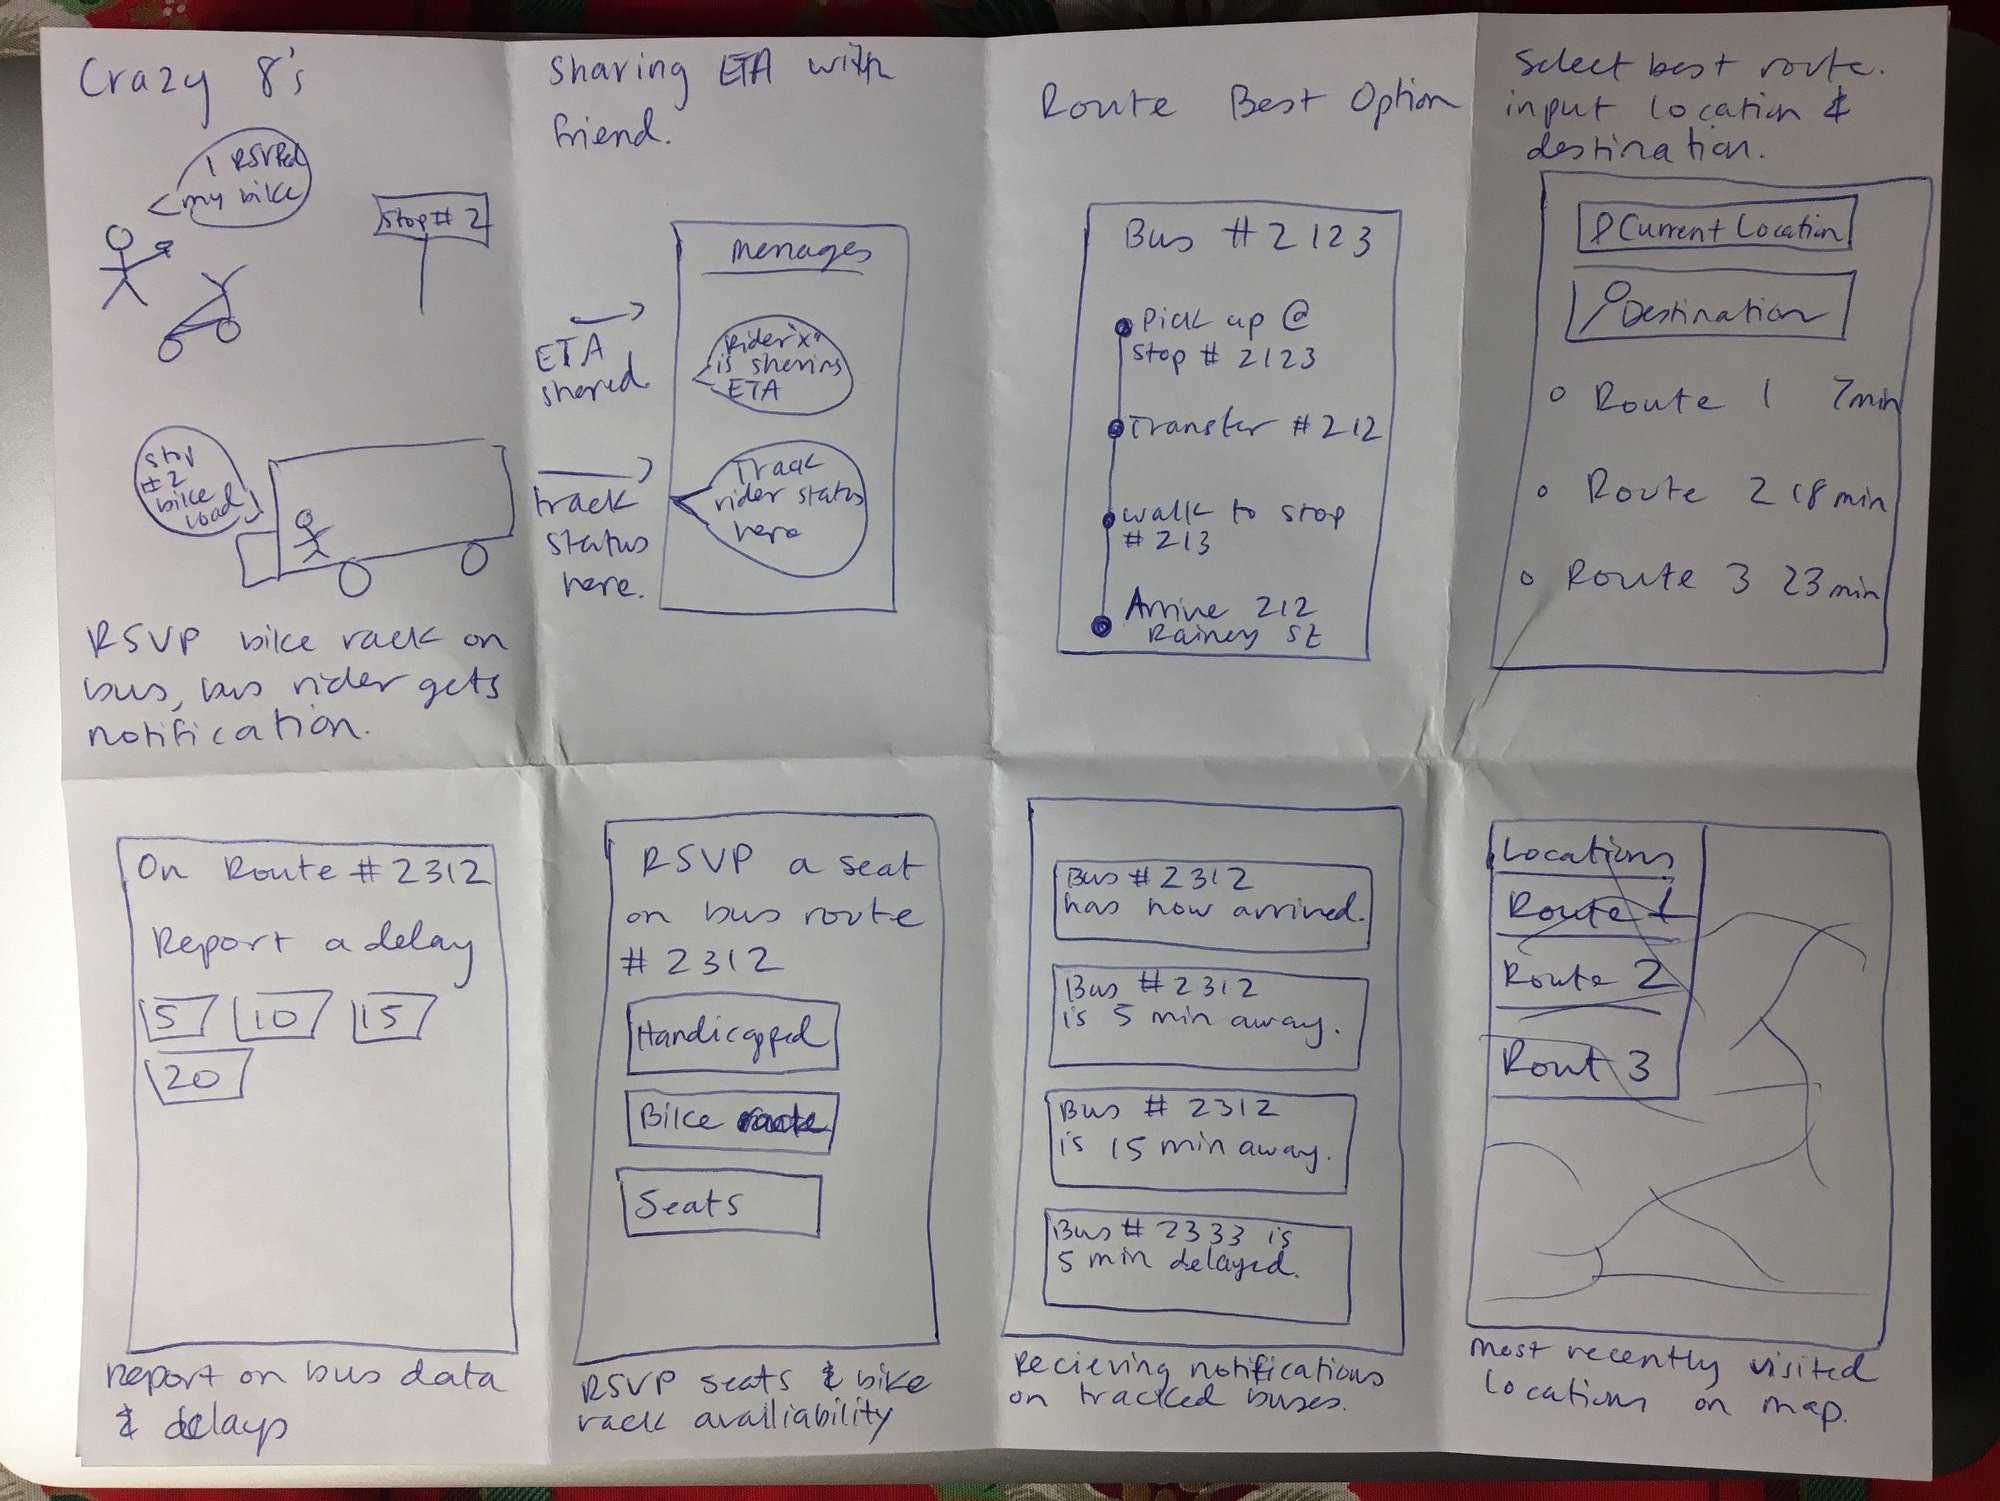 Crazy 8's
I RSVPed
my bike
Stop # 2
Stop
#2
bike
load
RSVP bike rack on
bus, bus rider gets
notification.
Sharing ETA with
friend.
messages
ETA
shared.
Rider "X"
is sharing
ETA
track
status
here.
Track
rider status
here
Route Best Option
Bus # 2123
Pick up @
stop # 2123
Transfer # 212
walk to stop
# 213
Arrive 212
Rainey St
Select best route.
input location &
destination.
Current Location
Destination
Route 1 7min
Route 2 18min
Route 3 23min
On Route # 2312
Report a delay
5 10 15
20
report on bus data
& delays
RSVP a seat
on bus route
# 2312
Handicapped
Bike
Seats
RSVP seats & bike
rack availiability
Bus # 2312
has now arrived.
Bus # 2312
is 5 min away.
Bus # 2312
is 15 min away.
Bus # 2333 is
5 min delayed.
Recieving notifications
on tracked buses.
Locations
Route 1
Route 2
Rout 3
most recently visited
locations on map.